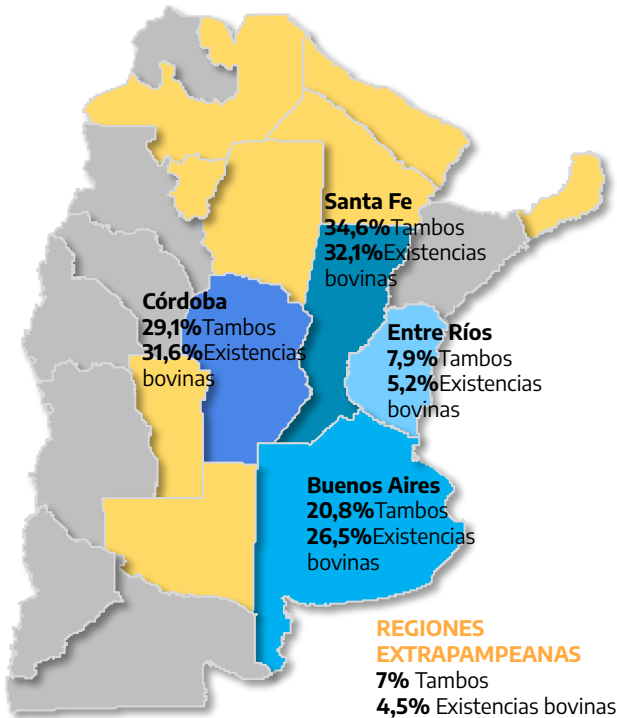 Santa Fe
34,6%Tambos
32,1%Existencias
bovinas
Córdoba
29,1%Tambos
31,6%Existencias
bovinas
Entre Ríos
7,9%Tambos
5,2%Existencias
bovinas
Buenos Aires
20,8%Tambos
26,5%Existencias
bovinas
REGIONES
EXTRAPAMPEANAS
7% Tambos
4,5% Existencias bovinas